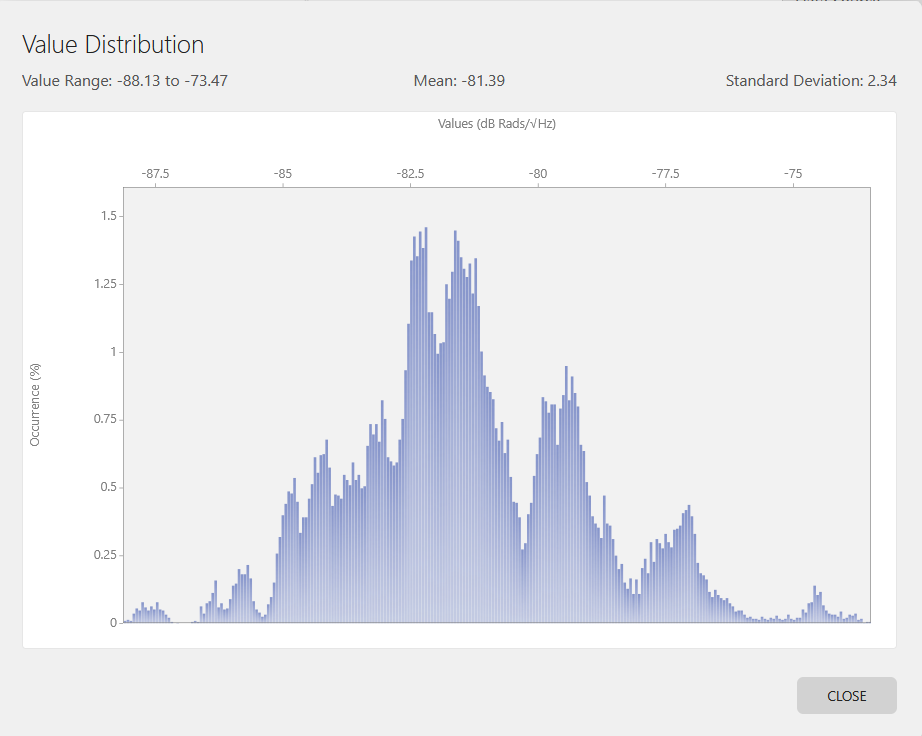 Value Distribution
Value Range: -88.13 to -73.47 Mean: -81.39 Standard Deviation: 2.34
Values (dB Rads/√Hz)
-87.5 -85 -82.5 -80 -77.5 -75
1.5
1.25
1
0.75
Occurrence (%)
0.5
0.25
0
CLOSE